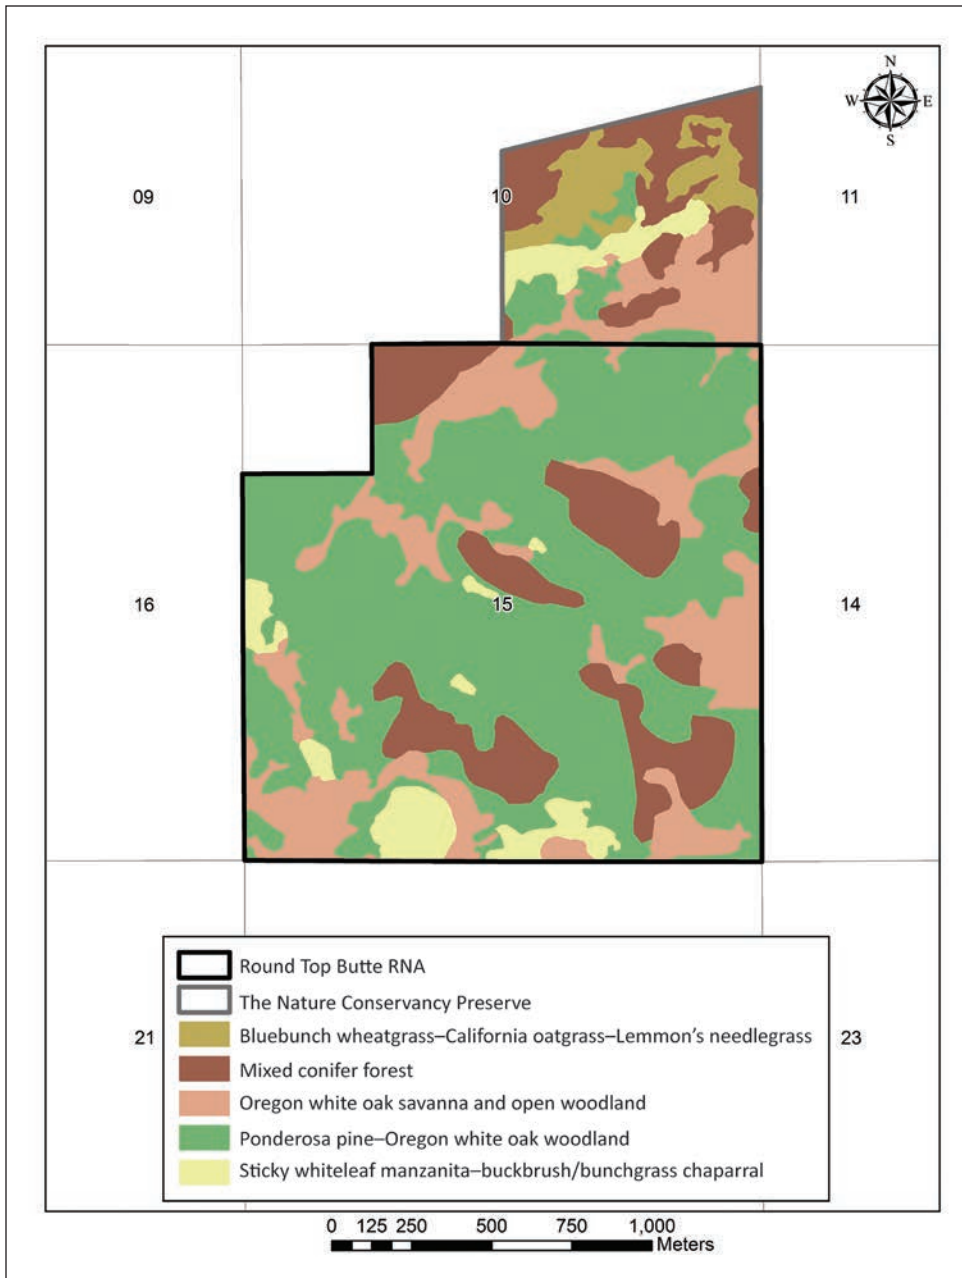 N
W E
S
09
10
11
16
15
14
21
23
Round Top Butte RNA
The Nature Conservancy Preserve
Bluebunch wheatgrass–California oatgrass–Lemmon's needlegrass
Mixed conifer forest
Oregon white oak savanna and open woodland
Ponderosa pine–Oregon white oak woodland
Sticky whiteleaf manzanita–buckbrush/bunchgrass chaparral
0 125 250 500 750 1,000
Meters